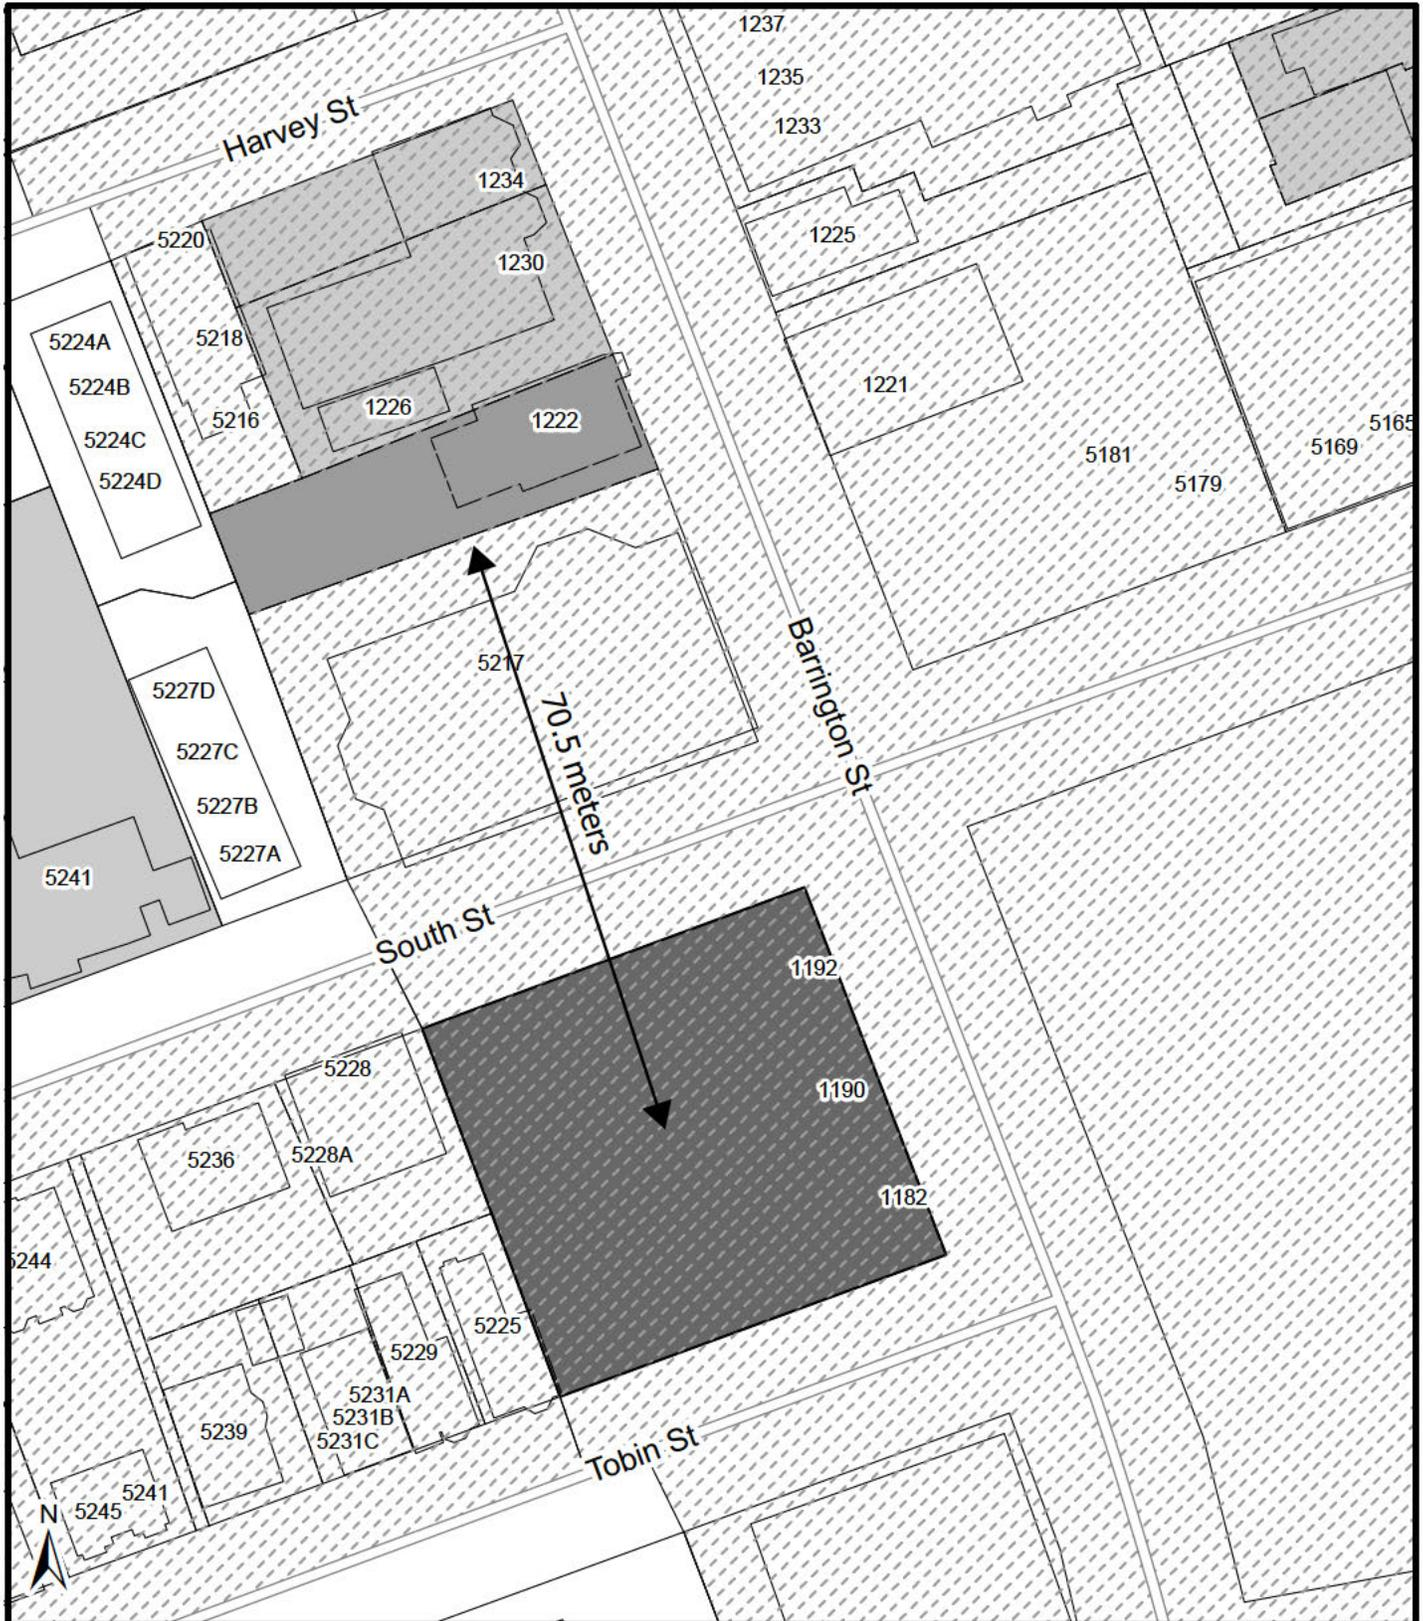 1237
1235
1233
Harvey St
1234
5220
1230
1225
5218
5224A
5224B
5224C
5224D
5216
1226
1222
1221
5181
5179
5165
5169
Barrington St
5217
70.5 meters
5227D
5227C
5227B
5227A
5241
South St
1192
1190
1182
5228
5228A
5236
5244
5225
5229
5231A
5231B
5231C
5239
Tobin St
5241
5245
N